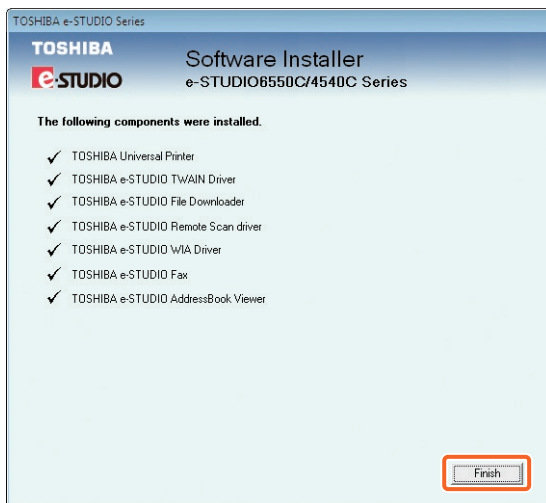 TOSHIBA e-STUDIO Series
TOSHIBA
e-STUDIO
Software Installer
e-STUDIO6550C/4540C Series
The following components were installed.
✓ TOSHIBA Universal Printer
✓ TOSHIBA e-STUDIO TWAIN Driver
✓ TOSHIBA e-STUDIO File Downloader
✓ TOSHIBA e-STUDIO Remote Scan driver
✓ TOSHIBA e-STUDIO WIA Driver
✓ TOSHIBA e-STUDIO Fax
✓ TOSHIBA e-STUDIO AddressBook Viewer
Finish